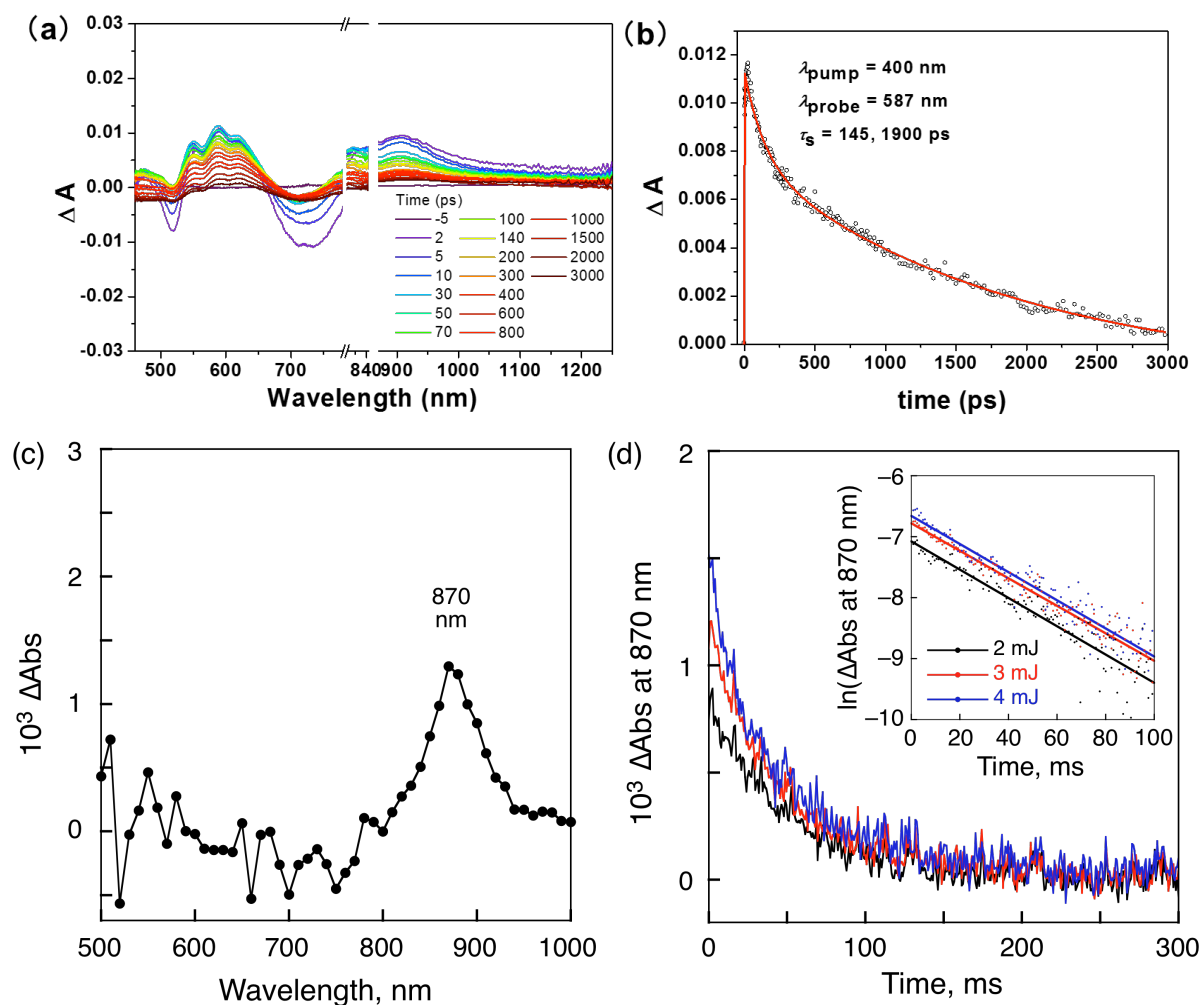 (a)
0.03
0.02
0.01
0.00
-0.01
-0.02
-0.03
Δ A
500 600 700 840 900 1000 1100 1200
Wavelength (nm)
Time (ps)
-5 100 1000
2 140 1500
5 200 2000
10 300 3000
30 400
50 600
70 800
(b)
0.012
0.010
0.008
0.006
0.004
0.002
0.000
Δ A
λpump = 400 nm
λprobe = 587 nm
τs = 145, 1900 ps
0 500 1000 1500 2000 2500 3000
time (ps)
(c)
3
2
1
0
10³ ΔAbs
870
nm
500 600 700 800 900 1000
Wavelength, nm
(d)
2
1
0
10³ ΔAbs at 870 nm
0 100 200 300
Time, ms
−6
−7
−8
−9
−10
ln(ΔAbs at 870 nm)
2 mJ
3 mJ
4 mJ
0 20 40 60 80 100
Time, ms